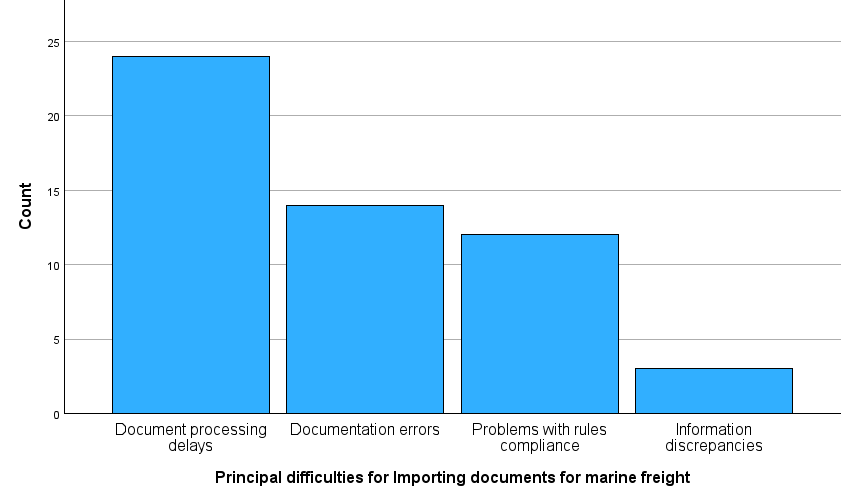 25
20
15
10
5
0
Count
Document processing
delays
Documentation errors
Problems with rules
compliance
Information
discrepancies
Principal difficulties for Importing documents for marine freight